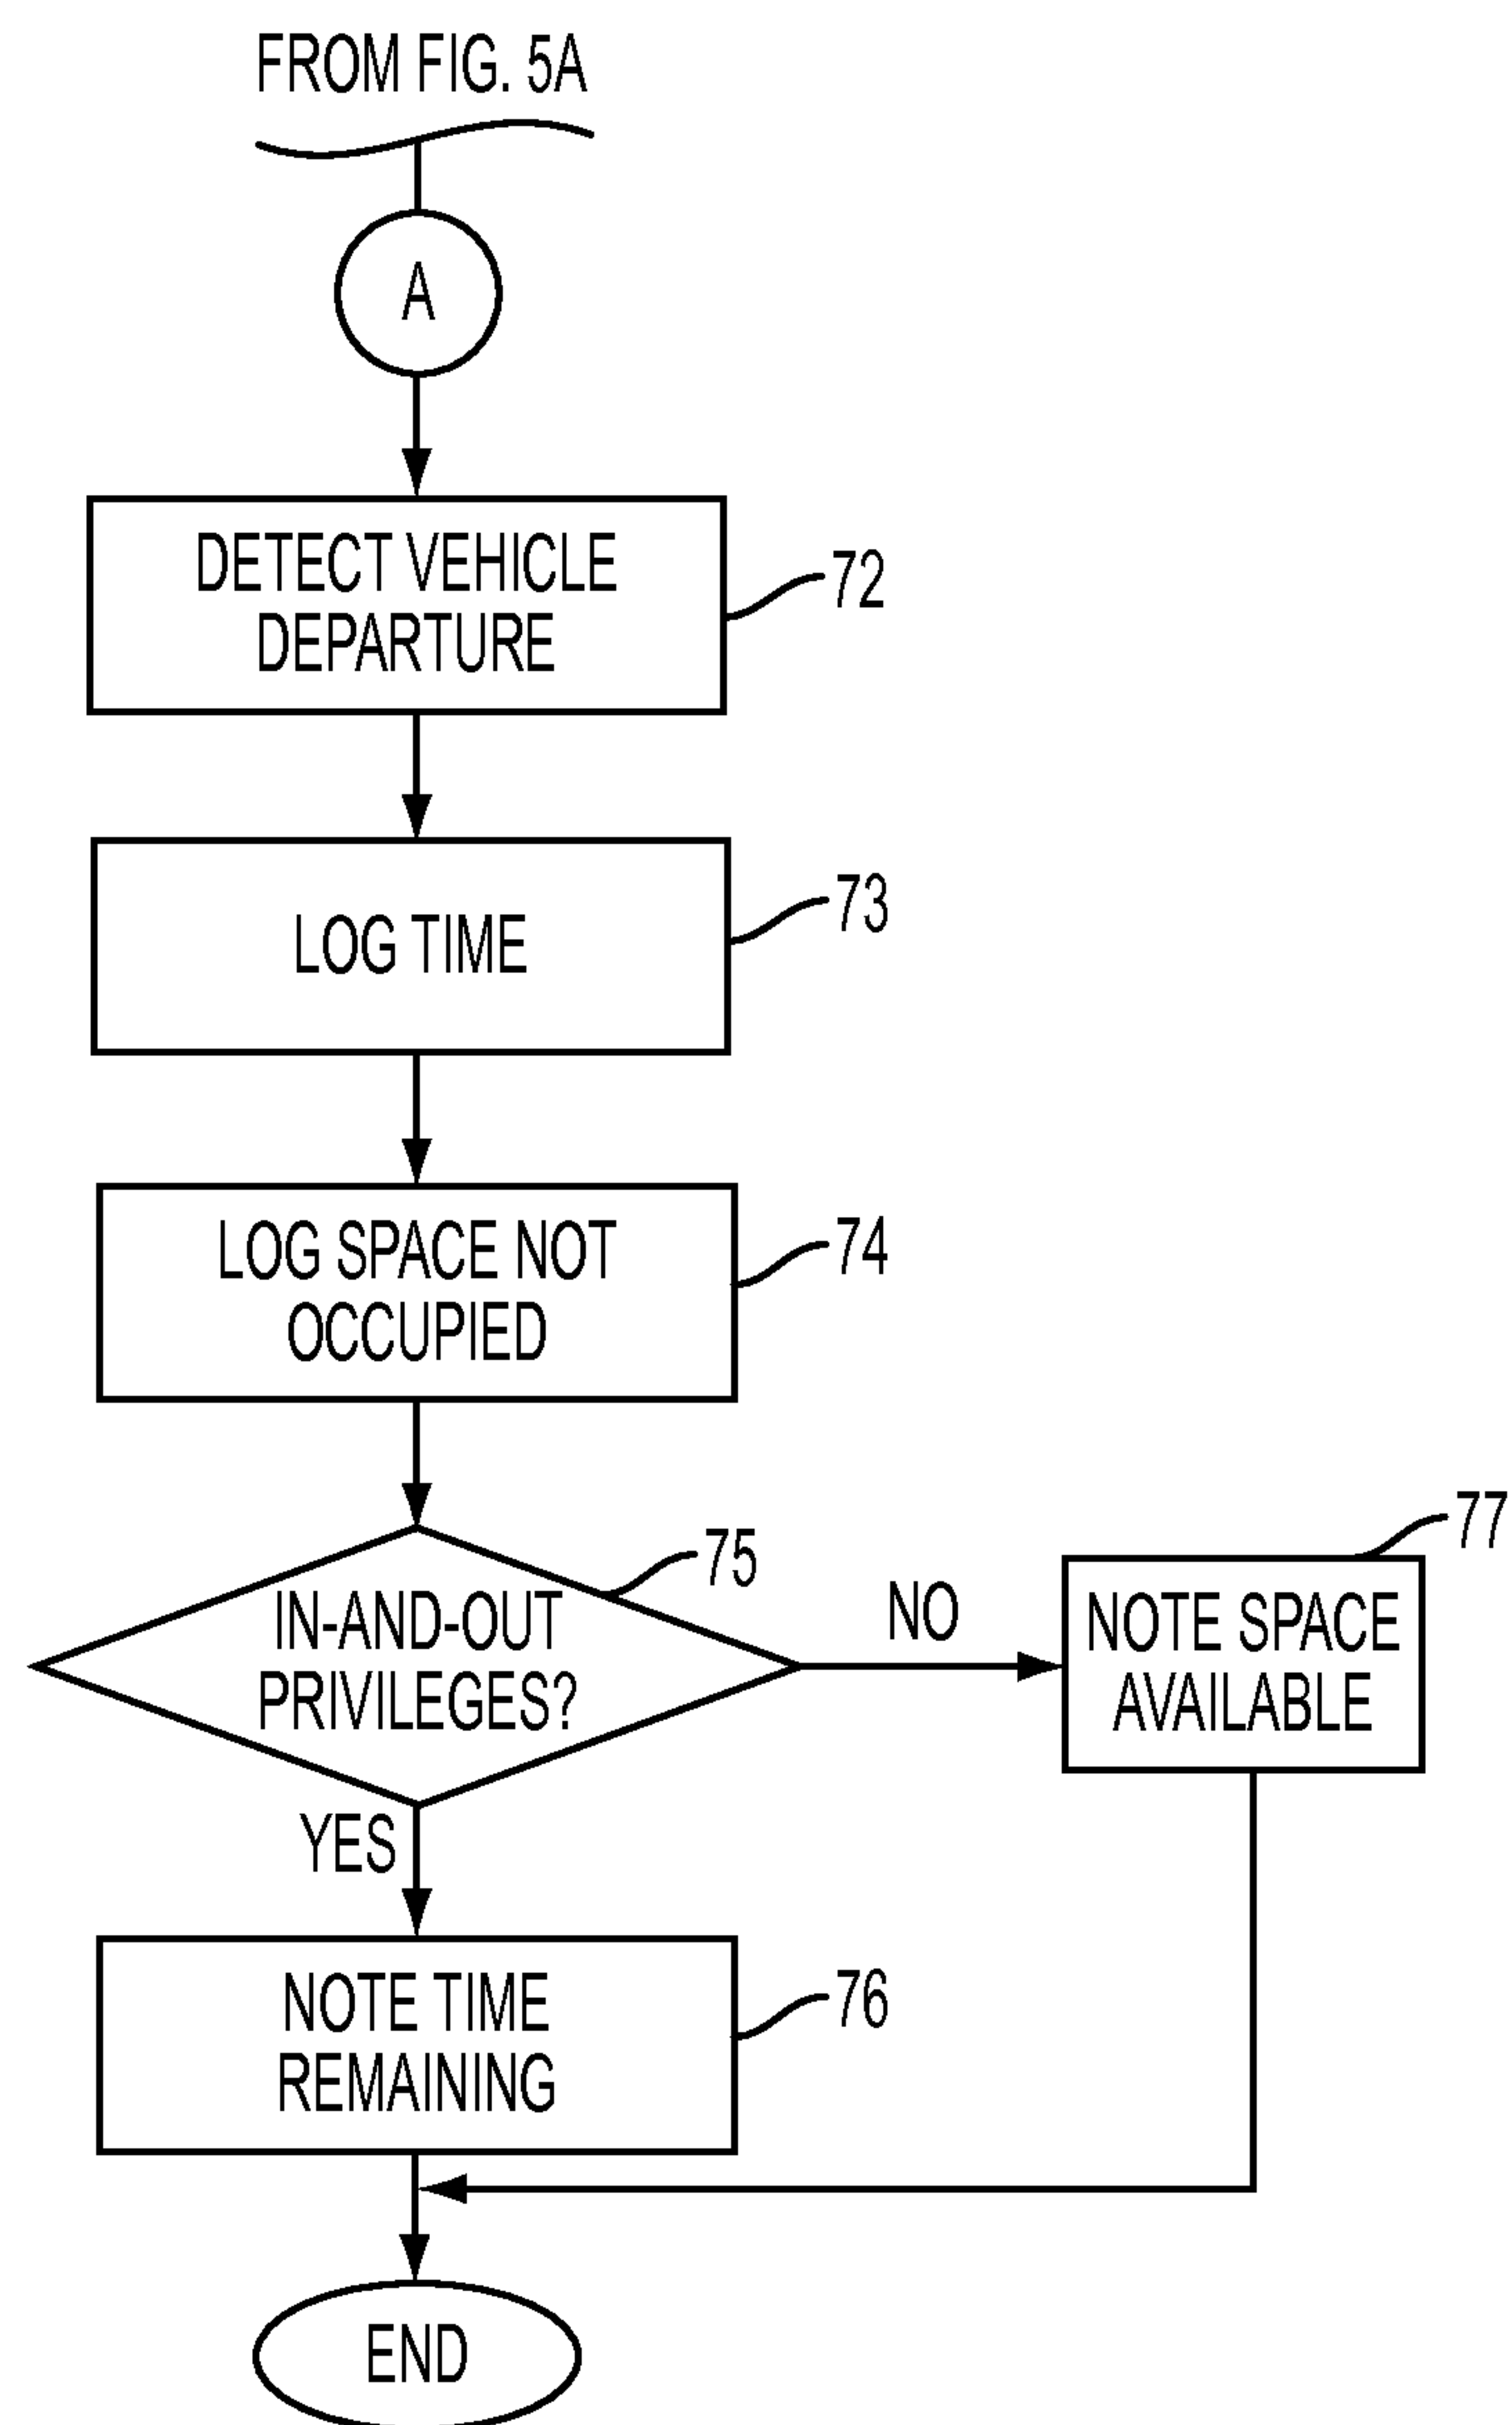 FROM FIG. 5A
A
DETECT VEHICLE
DEPARTURE
72
LOG TIME
73
LOG SPACE NOT
OCCUPIED
74
IN-AND-OUT
PRIVILEGES?
75
NO
NOTE SPACE
AVAILABLE
77
YES
NOTE TIME
REMAINING
76
END